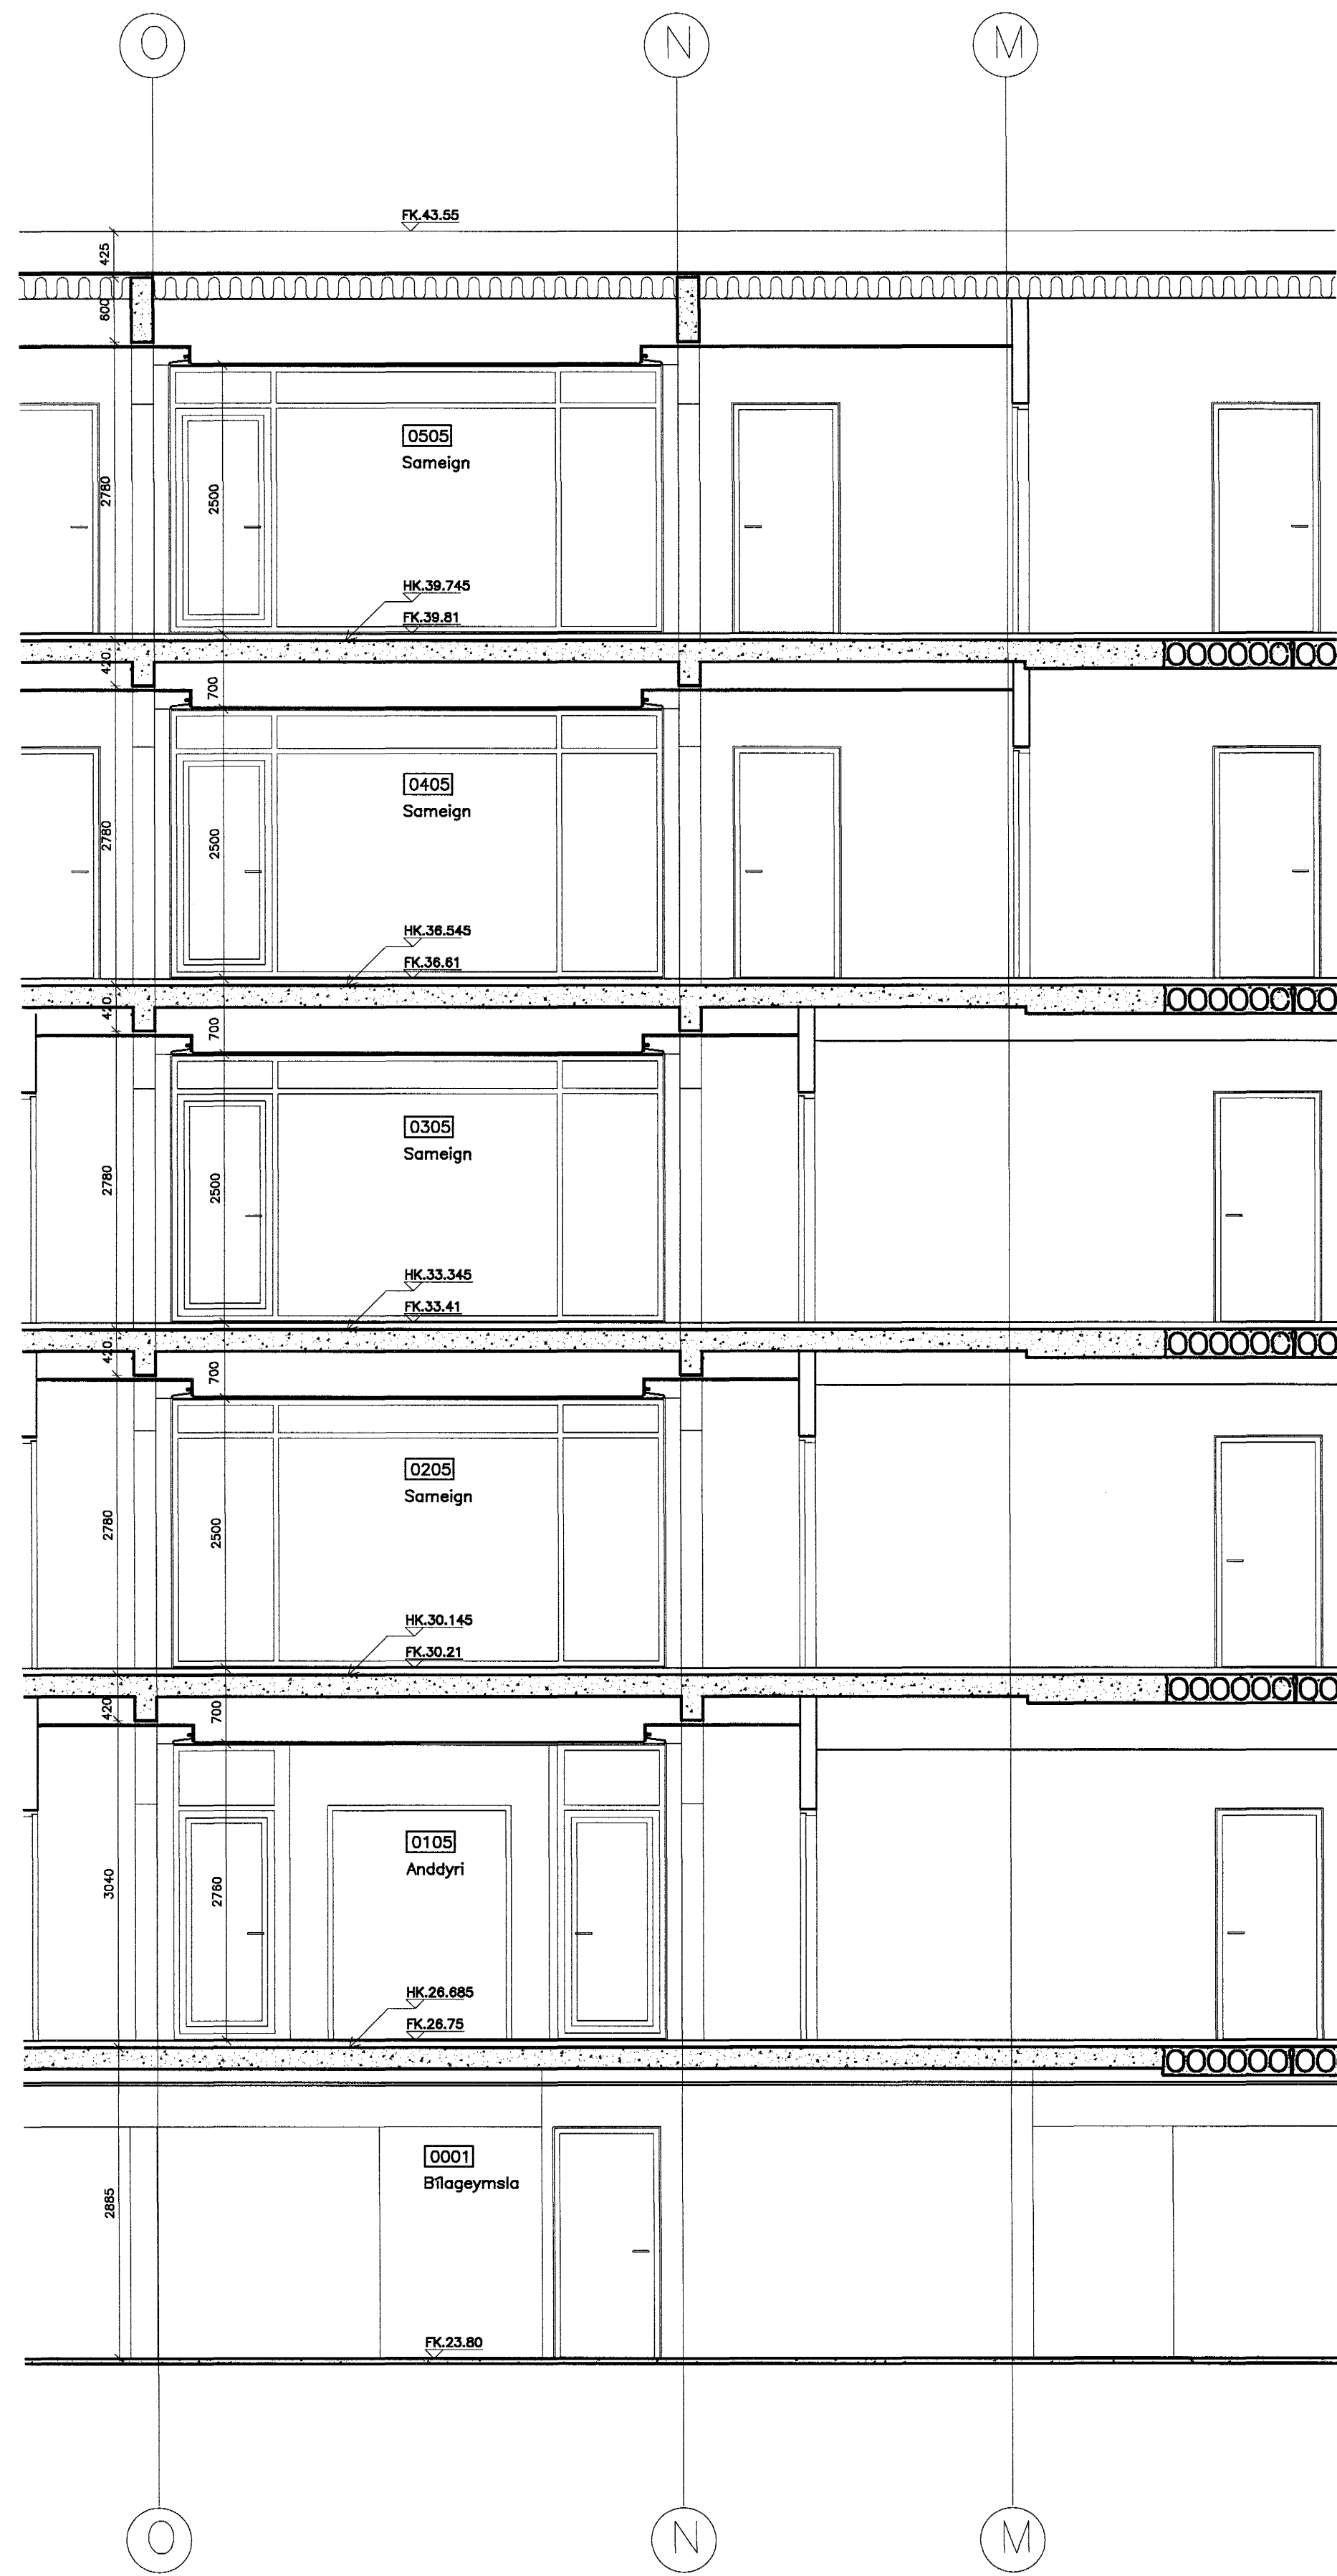 O N M
FK.43.55
425
600
0505
Sameign
2780
2500
HK.39.745
FK.39.81
420
700
0405
Sameign
2780
2500
HK.36.545
FK.36.61
420
700
0305
Sameign
2780
2500
HK.33.345
FK.33.41
420
700
0205
Sameign
2780
2500
HK.30.145
FK.30.21
420
700
0105
Anddyri
3040
2760
HK.26.685
FK.26.75
0001
Bílageymsla
2885
FK.23.80
O N M